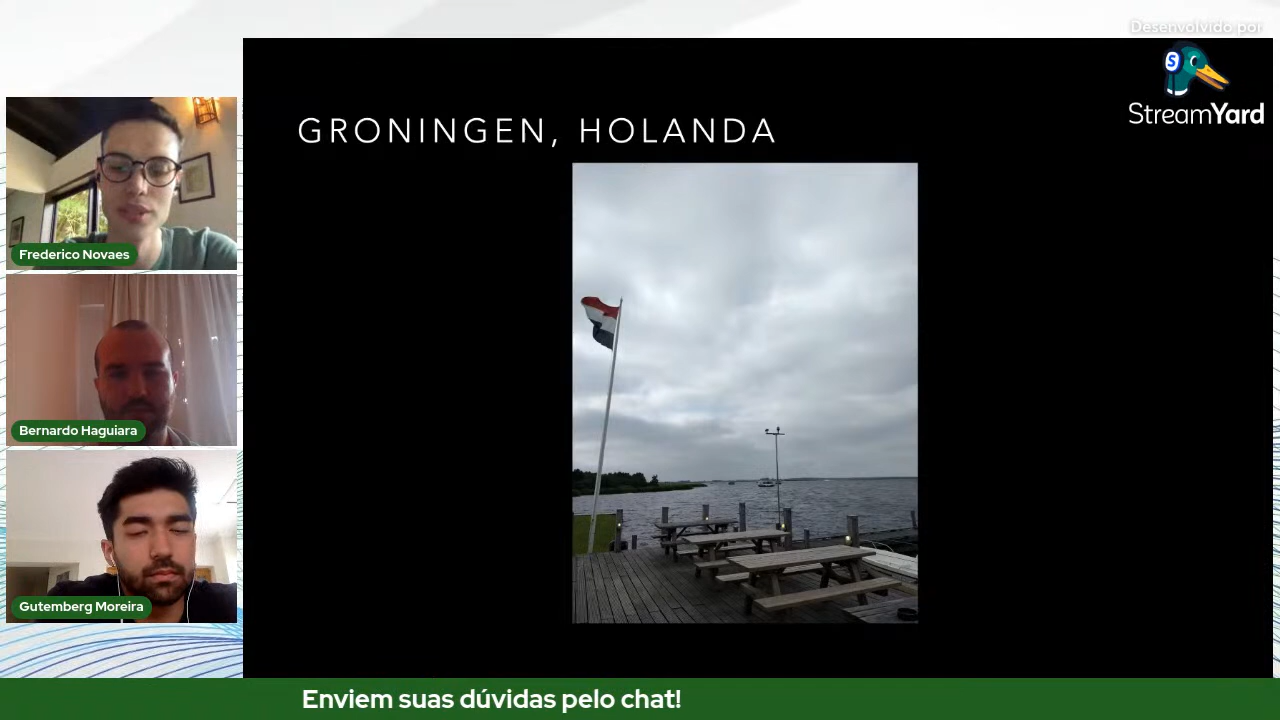 Desenvolvido por
S
StreamYard
GRONINGEN, HOLANDA
Frederico Novaes
Bernardo Haguiara
Gutemberg Moreira
Enviem suas dúvidas pelo chat!